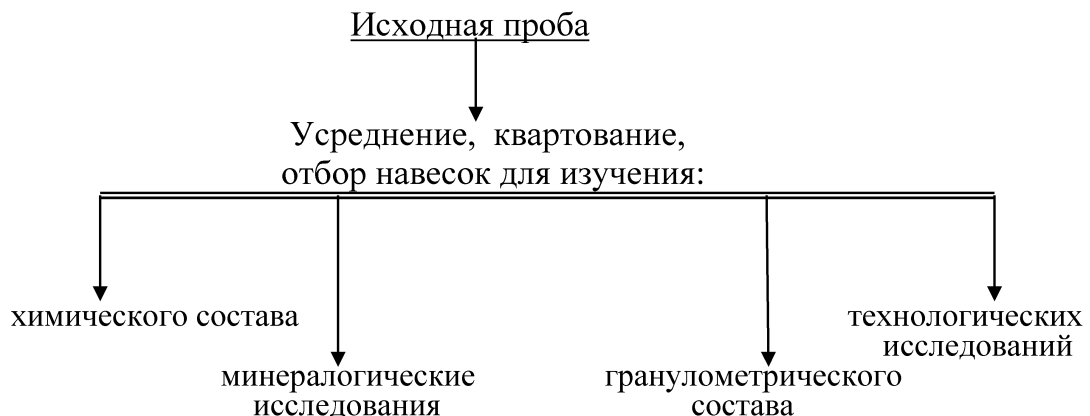 Исходная проба
Усреднение, квартование,
отбор навесок для изучения:
химического состава
технологических
исследований
минералогические
исследования
гранулометрического
состава